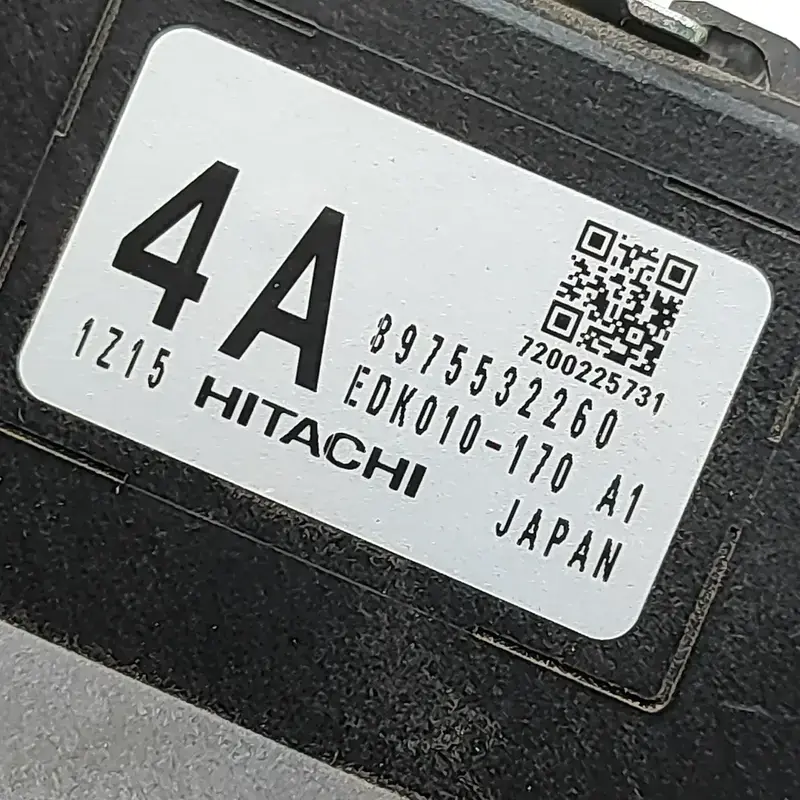 4A
7200225731
8975532260
1Z15
EDK010-170 A1
HITACHI
JAPAN